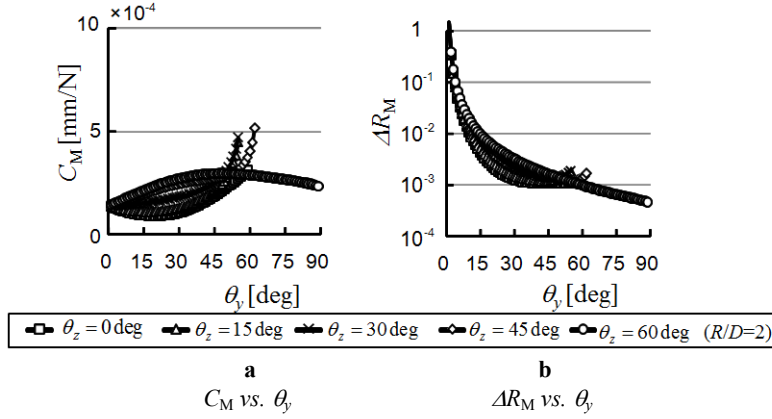 10 ×10⁻⁴
5
0
C_M [mm/N]
0 15 30 45 60 75 90
θ_y [deg]
1
10⁻¹
10⁻²
10⁻³
10⁻⁴
ΔR_M
0 15 30 45 60 75 90
θ_y [deg]
θ_z = 0 deg θ_z = 15 deg θ_z = 30 deg θ_z = 45 deg θ_z = 60 deg (R/D=2)
a
C_M vs. θ_y
b
ΔR_M vs. θ_y